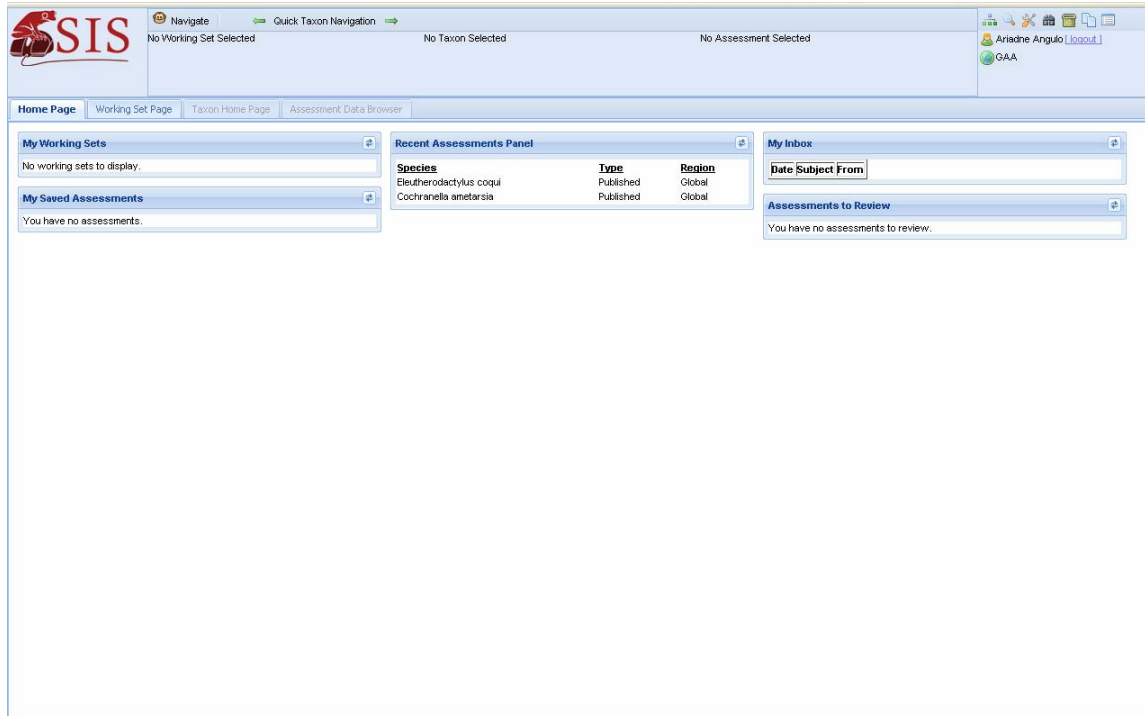 SIS
Navigate Quick Taxon Navigation
No Working Set Selected No Taxon Selected No Assessment Selected
Ariadne Angulo [ logout ]
GAA
Home Page Working Set Page Taxon Home Page Assessment Data Browser
My Working Sets
No working sets to display.
My Saved Assessments
You have no assessments.
Recent Assessments Panel
Species Type Region
Eleutherodactylus coqui Published Global
Cochranella ametarsia Published Global
My Inbox
Date Subject From
Assessments to Review
You have no assessments to review.